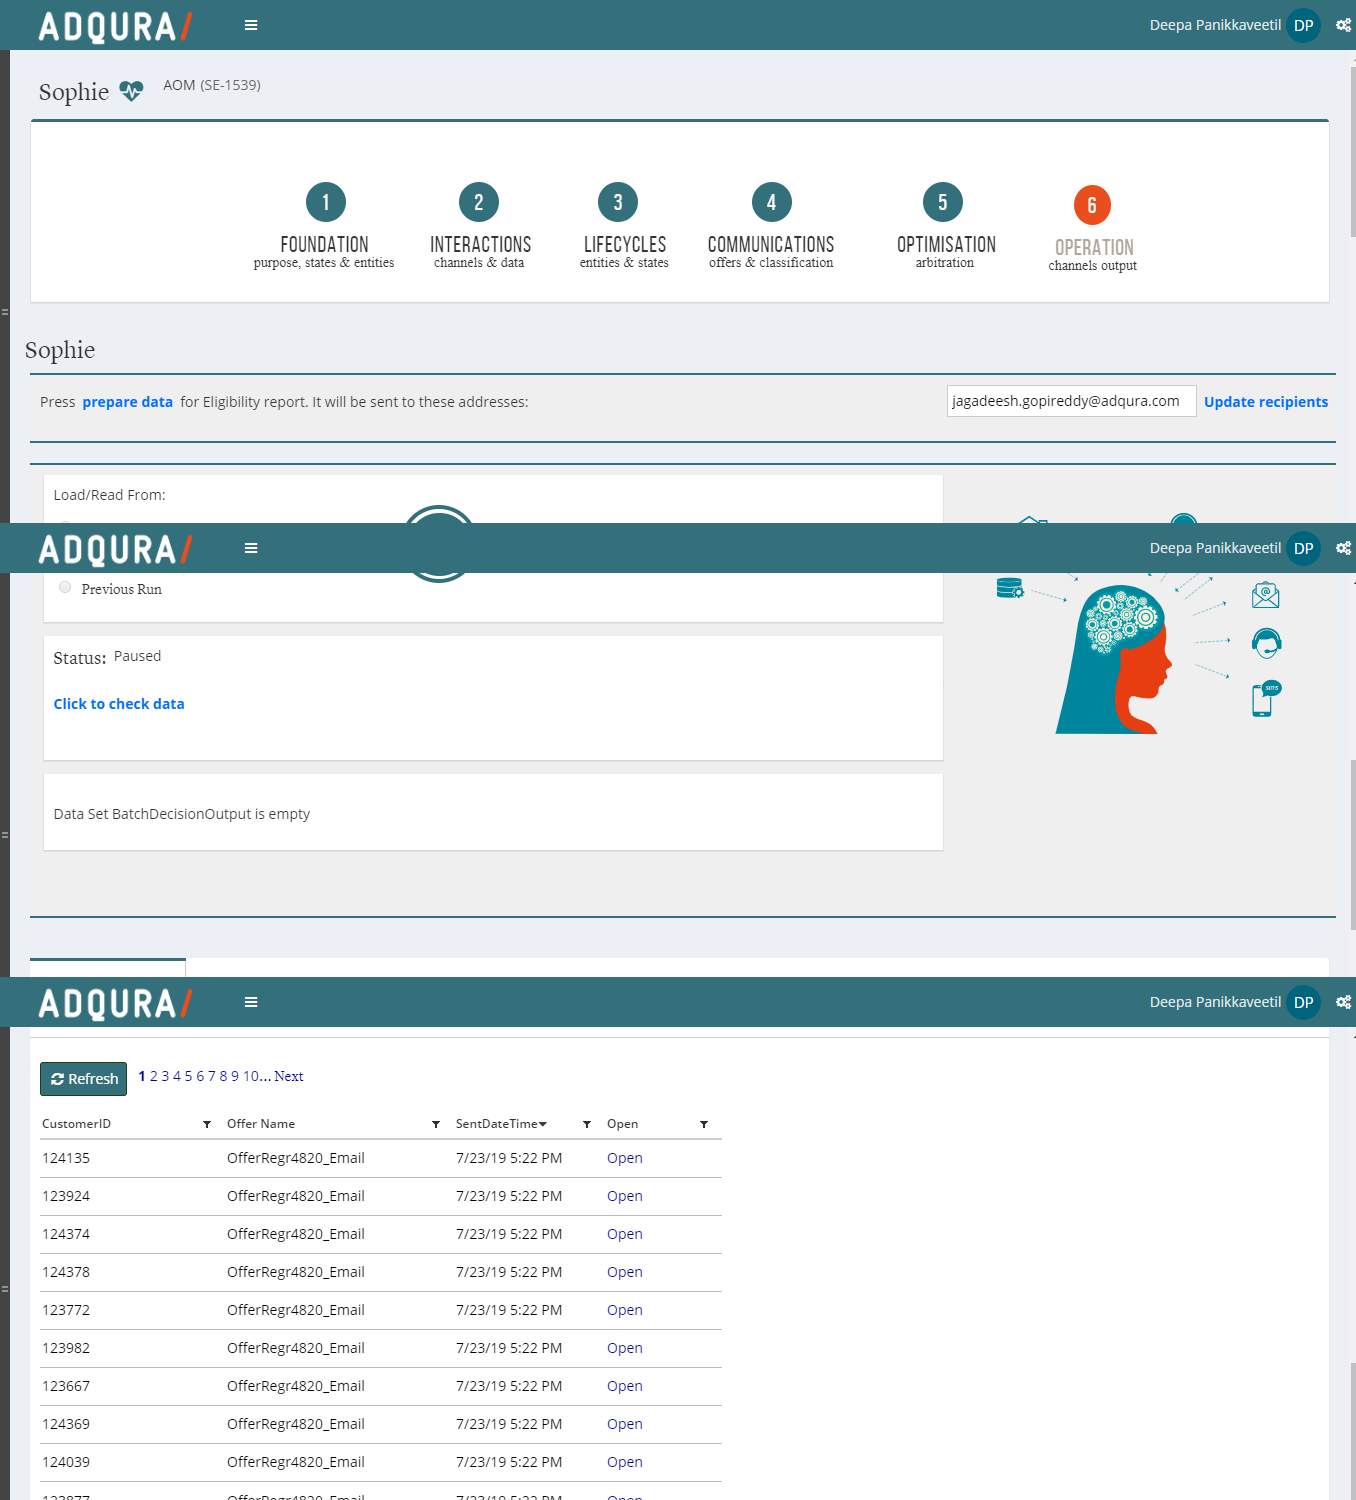 ADQURA/
Deepa Panikkaveetil DP
Sophie AOM (SE-1539)
1 2 3 4 5 6
FOUNDATION INTERACTIONS LIFECYCLES COMMUNICATIONS OPTIMISATION OPERATION
purpose, states & entities channels & data entities & states offers & classification arbitration channels output
Sophie
Press prepare data for Eligibility report. It will be sent to these addresses: jagadeesh.gopireddy@adqura.com Update recipients
Load/Read From:
ADQURA/
Deepa Panikkaveetil DP
Previous Run
Status: Paused
Click to check data
SMS
Data Set BatchDecisionOutput is empty
ADQURA/
Deepa Panikkaveetil DP
Refresh 1 2 3 4 5 6 7 8 9 10... Next
CustomerID Offer Name SentDateTime Open
124135 OfferRegr4820_Email 7/23/19 5:22 PM Open
123924 OfferRegr4820_Email 7/23/19 5:22 PM Open
124374 OfferRegr4820_Email 7/23/19 5:22 PM Open
124378 OfferRegr4820_Email 7/23/19 5:22 PM Open
123772 OfferRegr4820_Email 7/23/19 5:22 PM Open
123982 OfferRegr4820_Email 7/23/19 5:22 PM Open
123667 OfferRegr4820_Email 7/23/19 5:22 PM Open
124369 OfferRegr4820_Email 7/23/19 5:22 PM Open
124039 OfferRegr4820_Email 7/23/19 5:22 PM Open